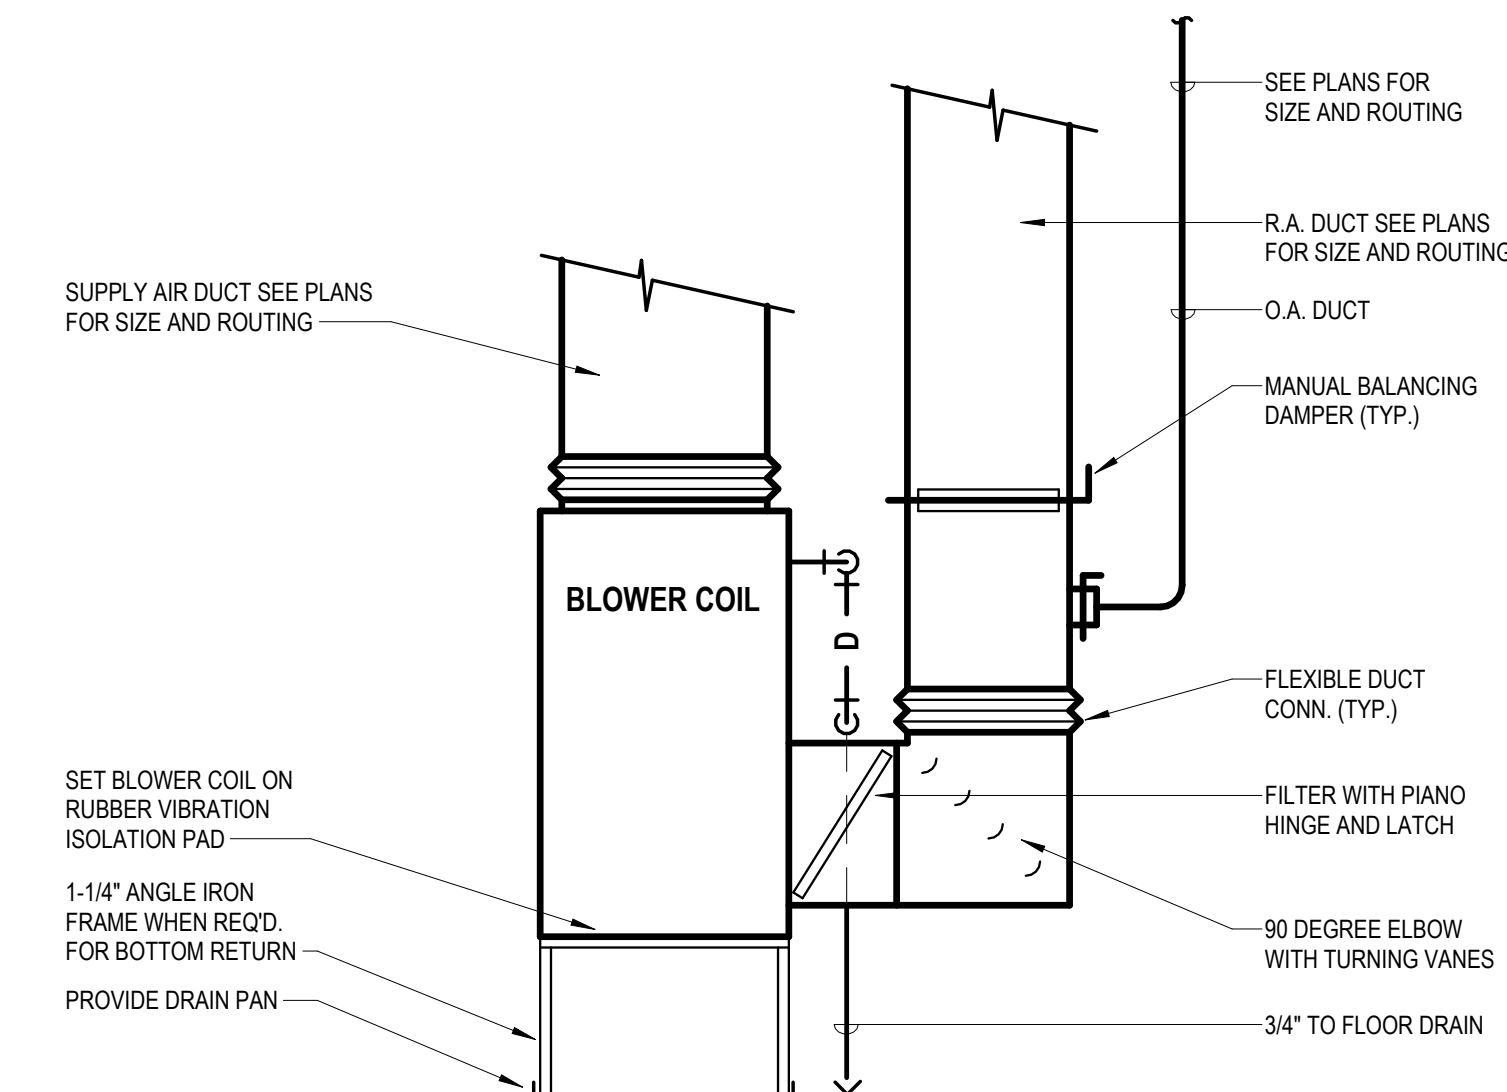 SEE PLANS FOR
SIZE AND ROUTING
R.A. DUCT SEE PLANS
FOR SIZE AND ROUTING
SUPPLY AIR DUCT SEE PLANS
FOR SIZE AND ROUTING
O.A. DUCT
MANUAL BALANCING
DAMPER (TYP.)
BLOWER COIL
D
FLEXIBLE DUCT
CONN. (TYP.)
SET BLOWER COIL ON
RUBBER VIBRATION
ISOLATION PAD
FILTER WITH PIANO
HINGE AND LATCH
1-1/4" ANGLE IRON
FRAME WHEN REQ'D.
FOR BOTTOM RETURN
90 DEGREE ELBOW
WITH TURNING VANES
PROVIDE DRAIN PAN
3/4" TO FLOOR DRAIN